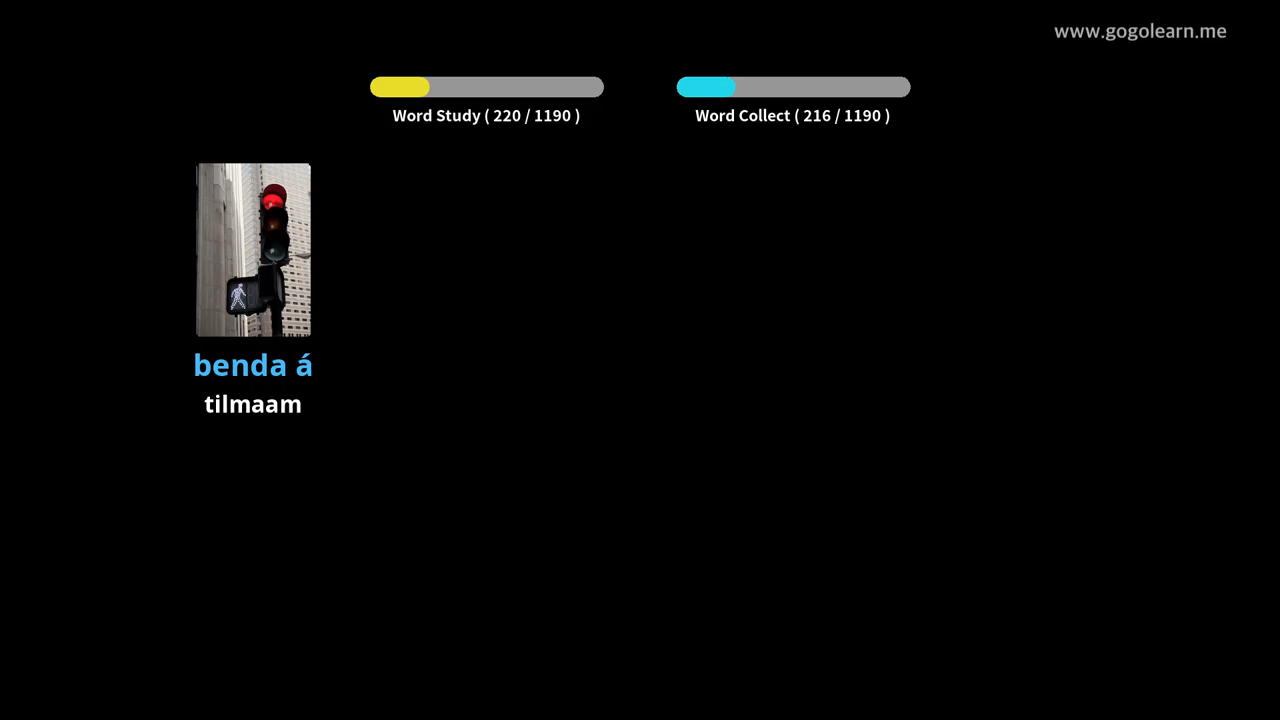 www.gogolearn.me
Word Study ( 220 / 1190 )
Word Collect ( 216 / 1190 )
benda á
tilmaam